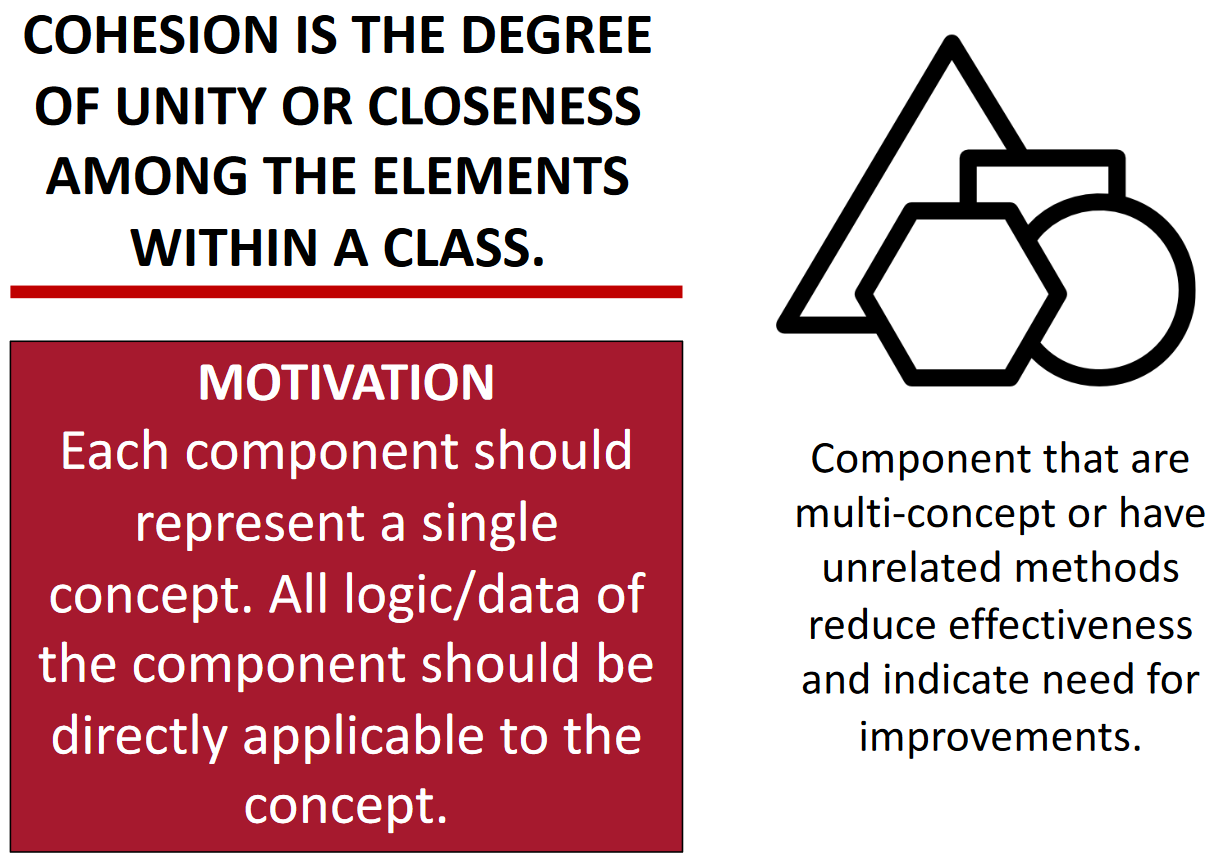 COHESION IS THE DEGREE
OF UNITY OR CLOSENESS
AMONG THE ELEMENTS
WITHIN A CLASS.
MOTIVATION
Each component should
represent a single
concept. All logic/data of
the component should be
directly applicable to the
concept.
Component that are
multi-concept or have
unrelated methods
reduce effectiveness
and indicate need for
improvements.